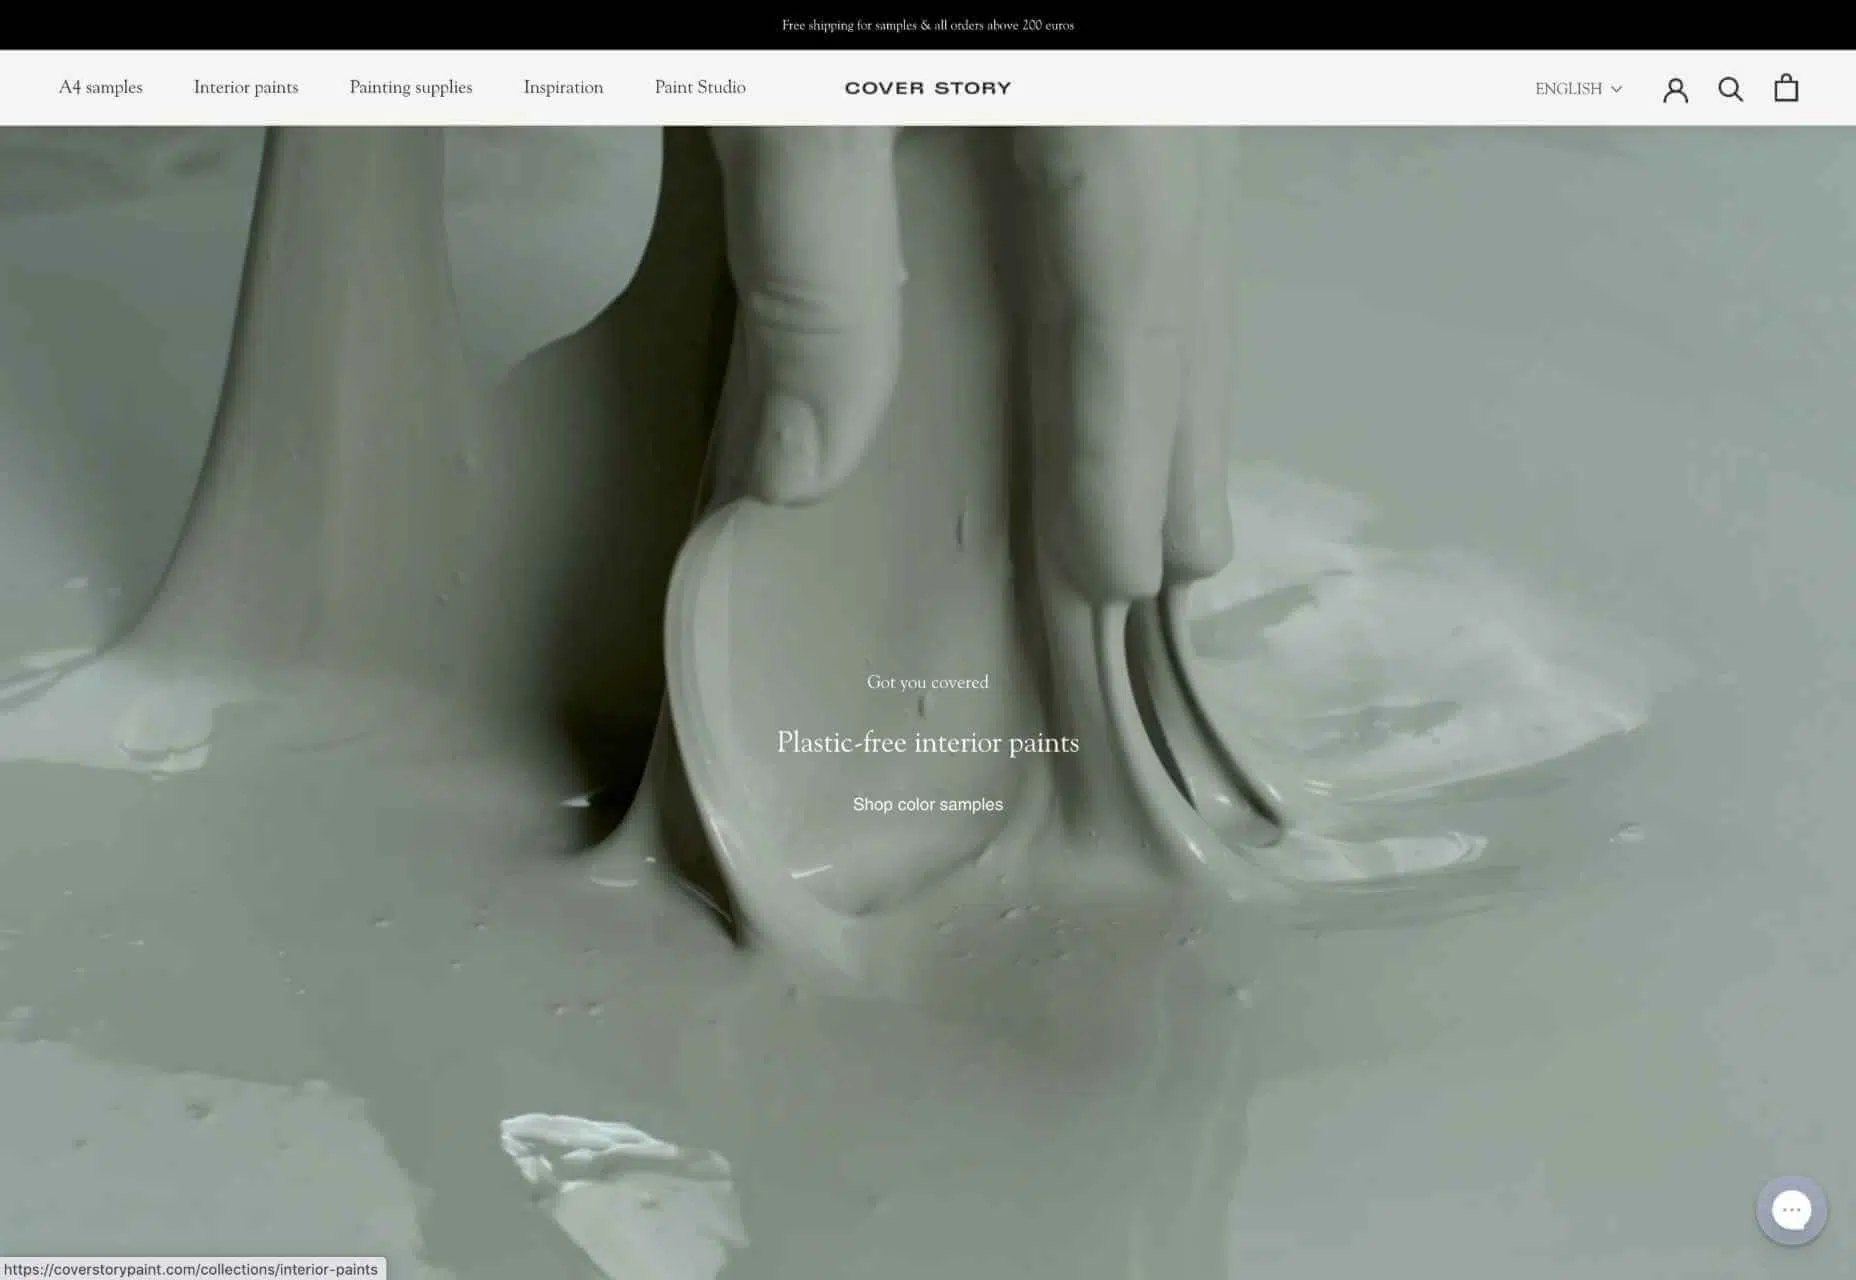 Free shipping for samples & all orders above 200 euros
A4 samples Interior paints Painting supplies Inspiration Paint Studio COVER STORY ENGLISH
Got you covered
Plastic-free interior paints
Shop color samples
https://coverstorypaint.com/collections/interior-paints